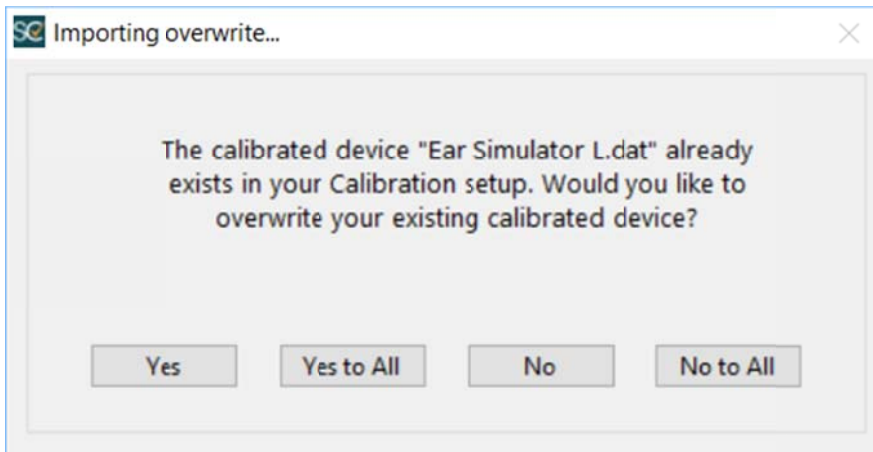 SC Importing overwrite...
The calibrated device "Ear Simulator L.dat" already
exists in your Calibration setup. Would you like to
overwrite your existing calibrated device?
Yes Yes to All No No to All